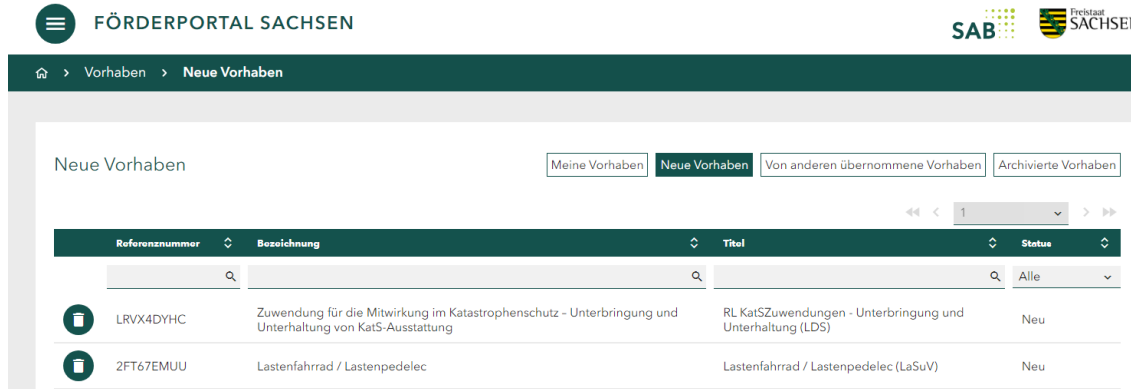 FÖRDERPORTAL SACHSEN
SAB
Freistaat
SACHSEN
Vorhaben > Neue Vorhaben
Neue Vorhaben
Meine Vorhaben Neue Vorhaben Von anderen übernommene Vorhaben Archivierte Vorhaben
1
Referenznummer Bezeichnung Titel Status
Alle
LRVX4DYHC Zuwendung für die Mitwirkung im Katastrophenschutz – Unterbringung und RL KatSZuwendungen - Unterbringung und Neu
Unterhaltung von KatS-Ausstattung Unterhaltung (LDS)
2FT67EMUU Lastenfahrrad / Lastenpedelec Lastenfahrrad / Lastenpedelec (LaSuV) Neu